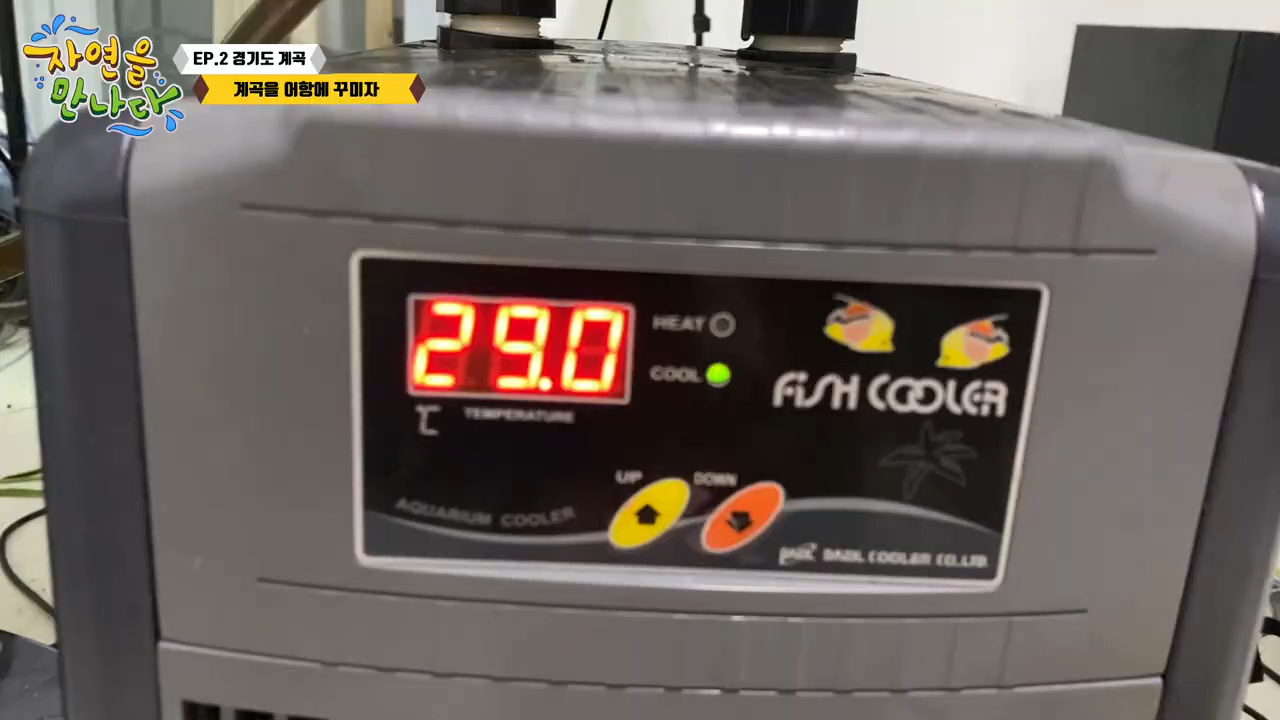 자연을
만나다
EP.2 경기도 계곡
계곡을 어항에 꾸미자
29.0
HEAT
COOL
℃ TEMPERATURE
FISH COOLER
UP DOWN
AQUARIUM COOLER
DAEIL COOLER CO.,LTD.